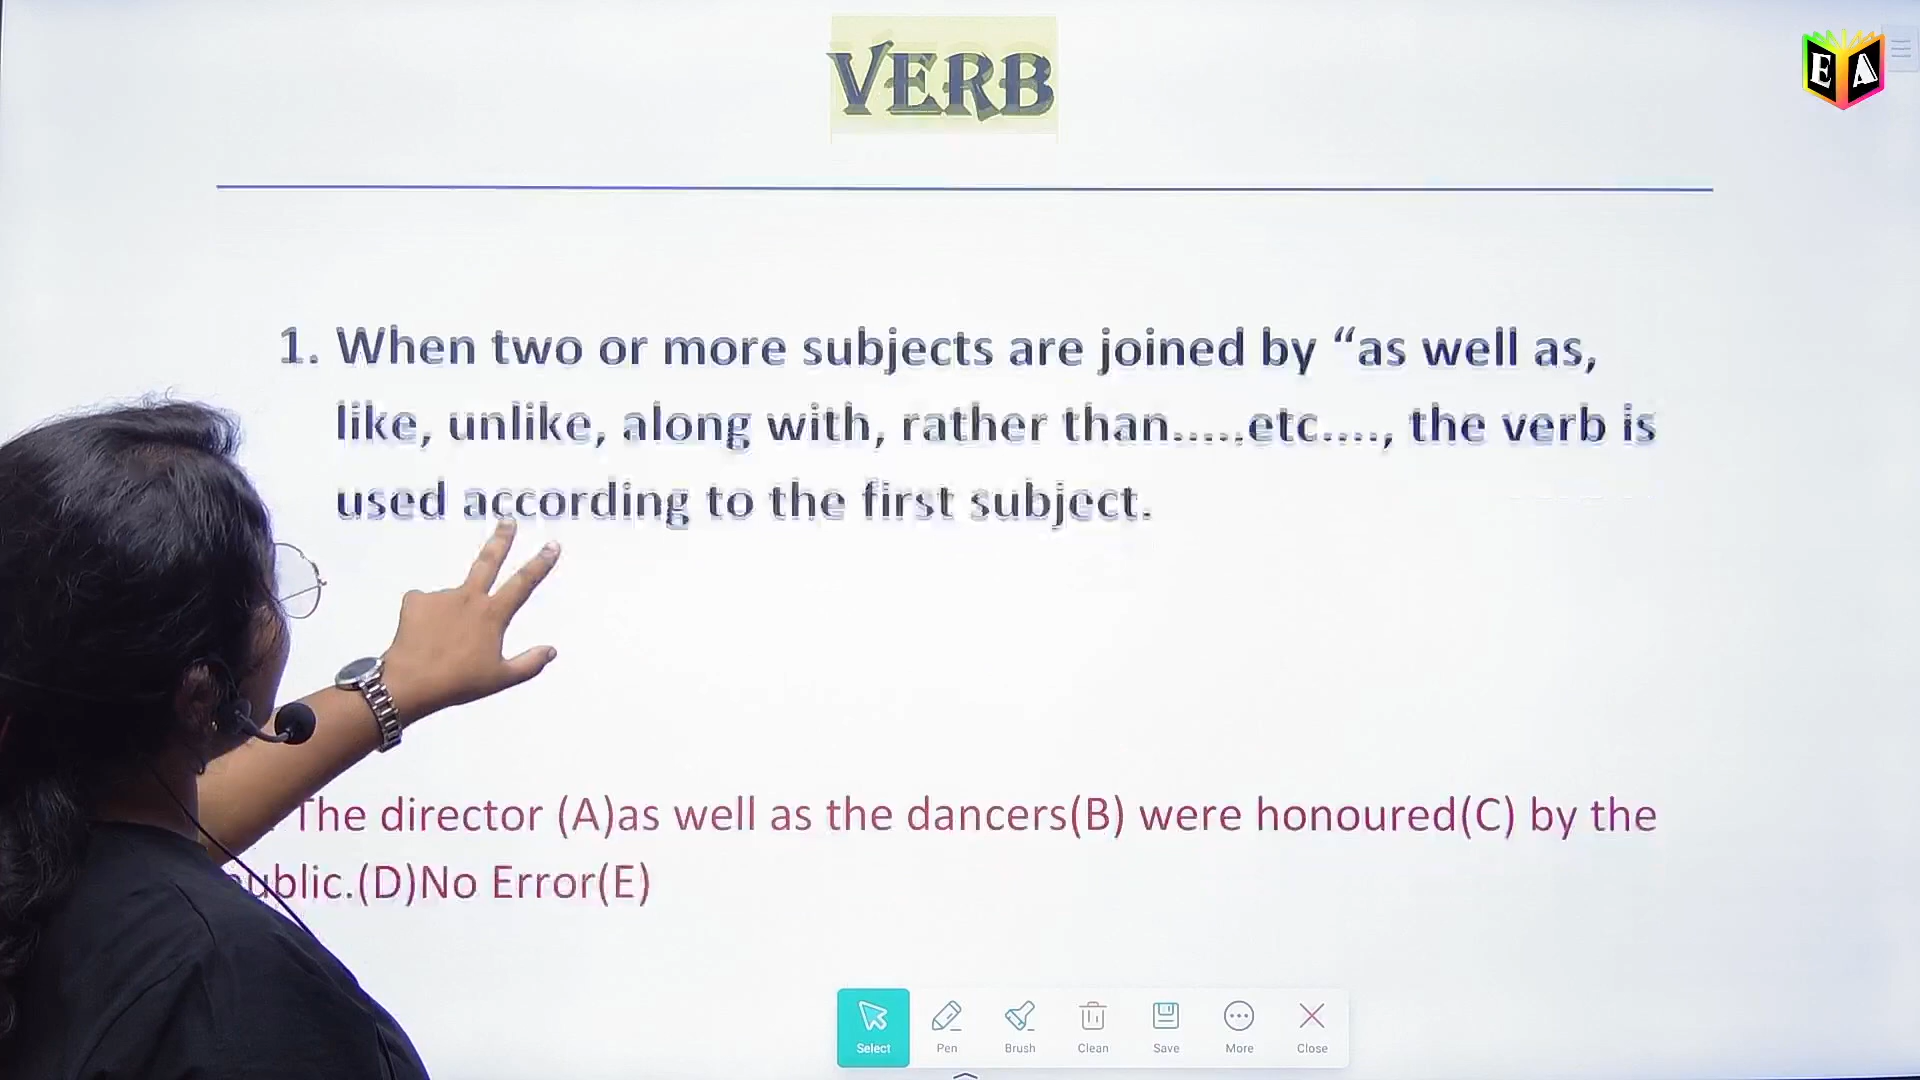 VERB
E A
1. When two or more subjects are joined by “as well as,
like, unlike, along with, rather than.....etc...., the verb is
used according to the first subject.
The director (A)as well as the dancers(B) were honoured(C) by the
public.(D)No Error(E)
Select Pen Brush Clean Save More Close